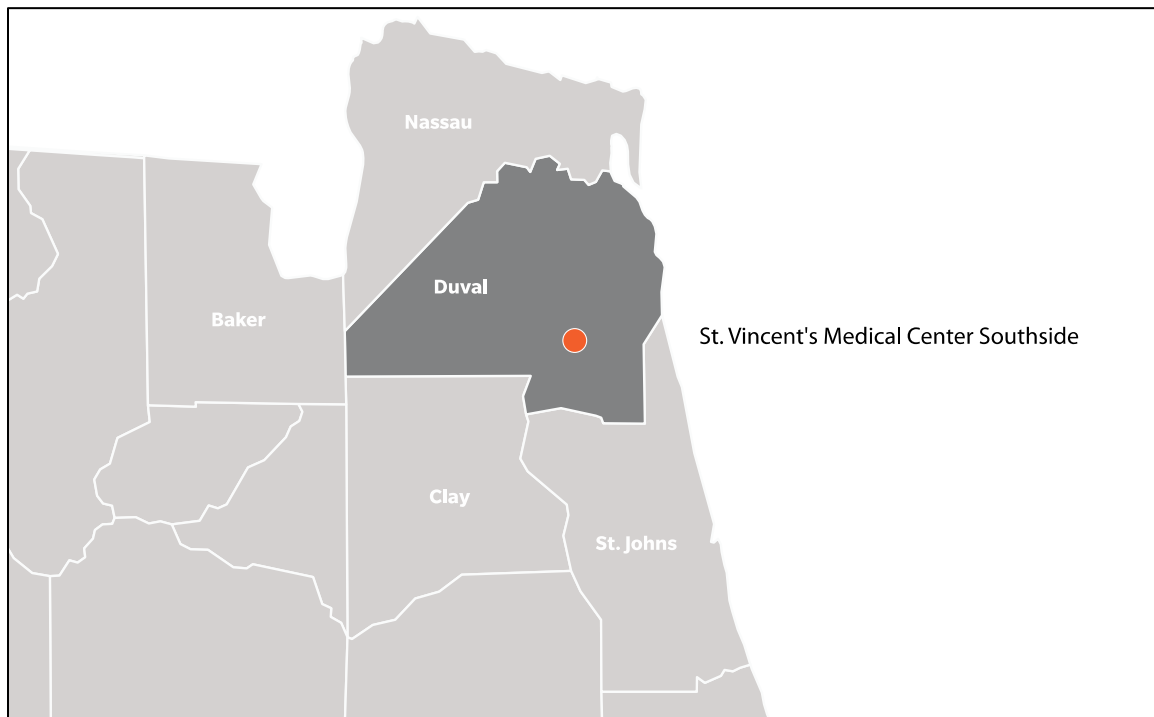 Nassau
Duval
Baker
St. Vincent's Medical Center Southside
Clay
St. Johns